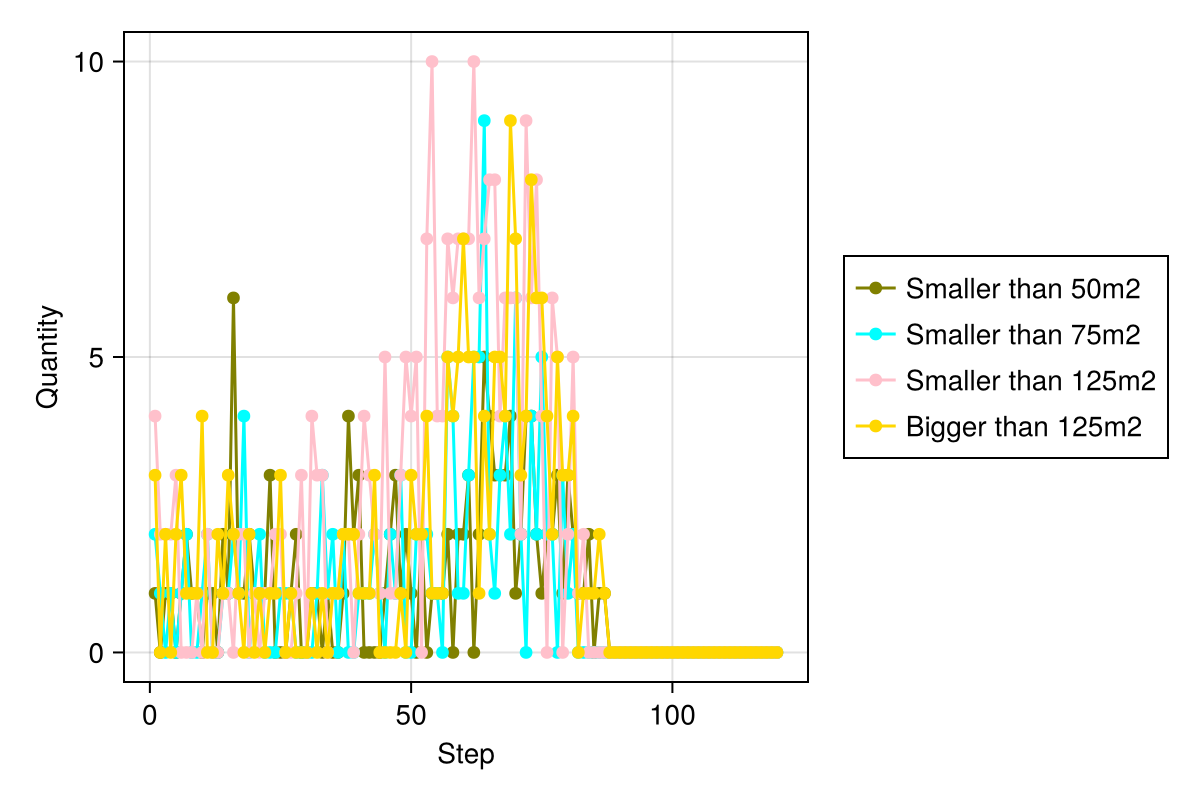 10
5
0
Quantity
0
50
100
Step
Smaller than 50m2
Smaller than 75m2
Smaller than 125m2
Bigger than 125m2